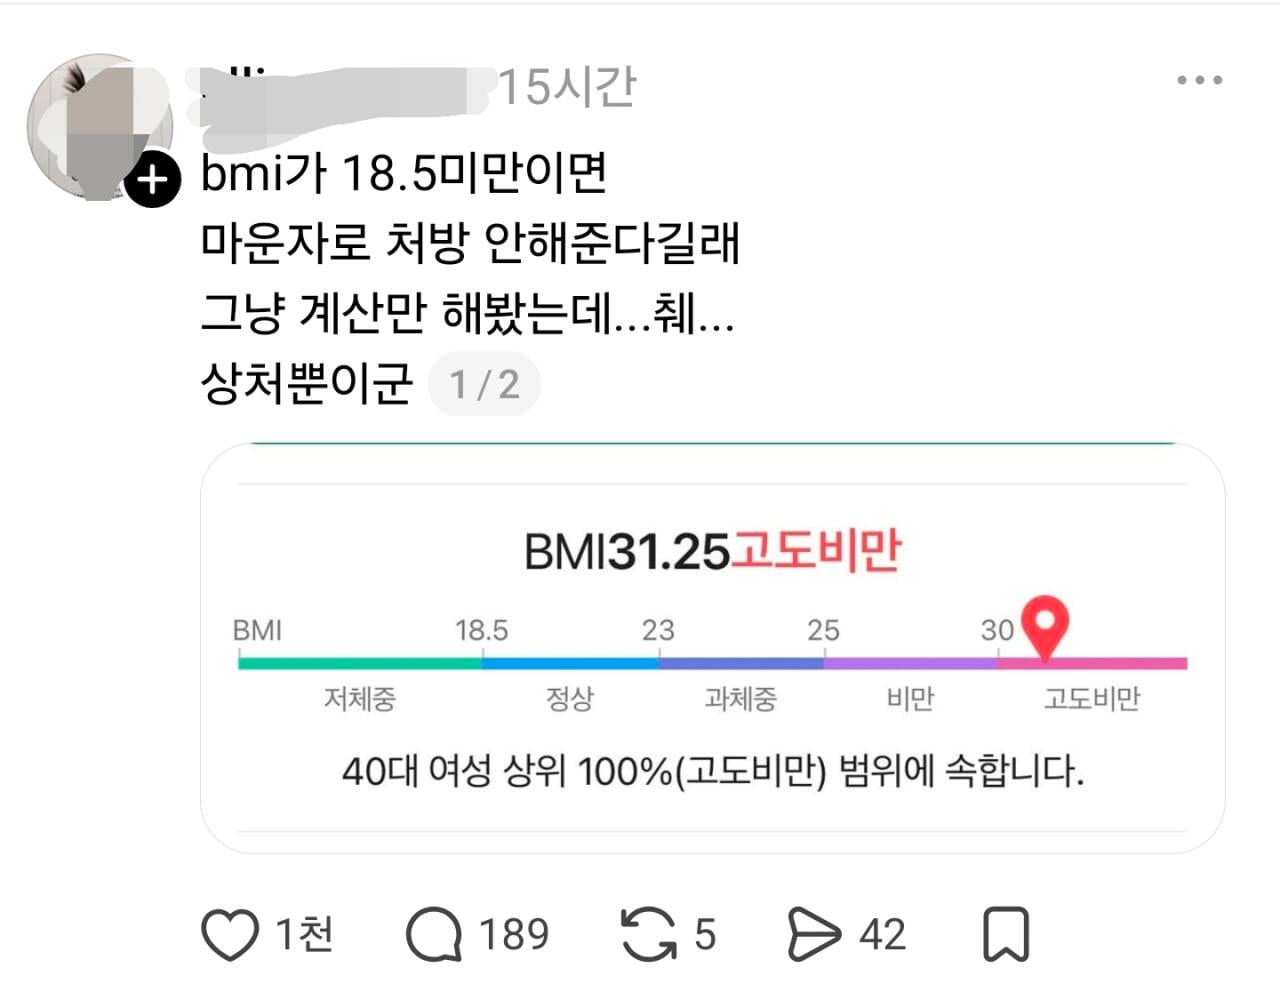 15시간
bmi가 18.5미만이면
마운자로 처방 안해준다길래
그냥 계산만 해봤는데...췌...
상처뿐이군 1/2
BMI31.25고도비만
BMI 18.5 23 25 30
저체중 정상 과체중 비만 고도비만
40대 여성 상위 100%(고도비만) 범위에 속합니다.
1천 189 5 42